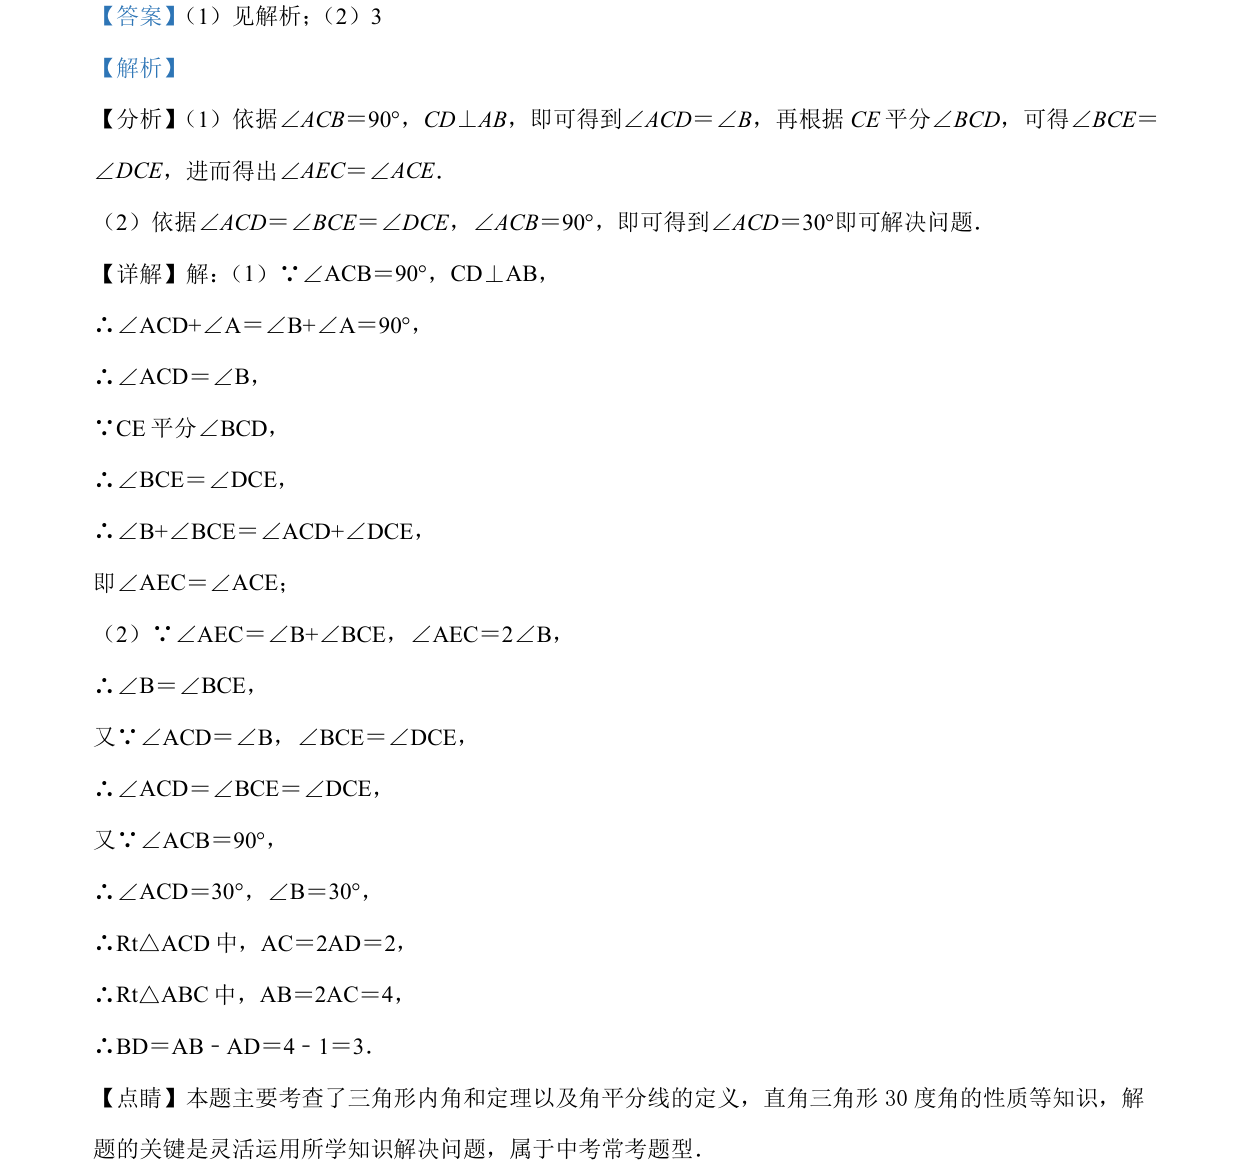 【答案】（1）见解析；（2）3
【解析】
【分析】（1）依据∠ACB＝90°，CD⊥AB，即可得到∠ACD＝∠B，再根据 CE 平分∠BCD，可得∠BCE＝
∠DCE，进而得出∠AEC＝∠ACE．
（2）依据∠ACD＝∠BCE＝∠DCE，∠ACB＝90°，即可得到∠ACD＝30°即可解决问题．
【详解】解：（1）∵∠ACB＝90°，CD⊥AB，
∴∠ACD+∠A＝∠B+∠A＝90°，
∴∠ACD＝∠B，
∵CE 平分∠BCD，
∴∠BCE＝∠DCE，
∴∠B+∠BCE＝∠ACD+∠DCE，
即∠AEC＝∠ACE；
（2）∵∠AEC＝∠B+∠BCE，∠AEC＝2∠B，
∴∠B＝∠BCE，
又∵∠ACD＝∠B，∠BCE＝∠DCE，
∴∠ACD＝∠BCE＝∠DCE，
又∵∠ACB＝90°，
∴∠ACD＝30°，∠B＝30°，
∴Rt△ACD 中，AC＝2AD＝2，
∴Rt△ABC 中，AB＝2AC＝4，
∴BD＝AB﹣AD＝4﹣1＝3．
【点睛】本题主要考查了三角形内角和定理以及角平分线的定义，直角三角形 30 度角的性质等知识，解
题的关键是灵活运用所学知识解决问题，属于中考常考题型．